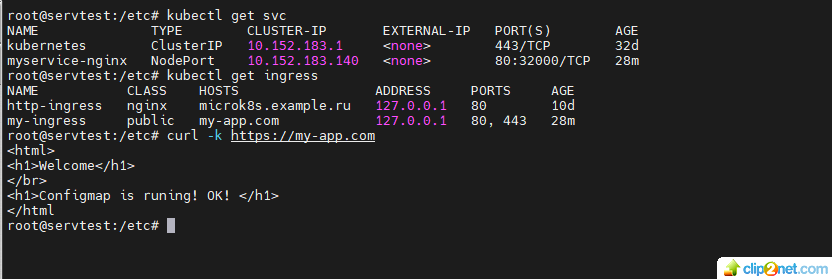 root@servtest:/etc# kubectl get svc
NAME TYPE CLUSTER-IP EXTERNAL-IP PORT(S) AGE
kubernetes ClusterIP 10.152.183.1 <none> 443/TCP 32d
myservice-nginx NodePort 10.152.183.140 <none> 80:32000/TCP 28m
root@servtest:/etc# kubectl get ingress
NAME CLASS HOSTS ADDRESS PORTS AGE
http-ingress nginx microk8s.example.ru 127.0.0.1 80 10d
my-ingress public my-app.com 127.0.0.1 80, 443 28m
root@servtest:/etc# curl -k https://my-app.com
<html>
<h1>Welcome</h1>
</br>
<h1>Configmap is runing! OK! </h1>
</html
root@servtest:/etc#
clip2net.com